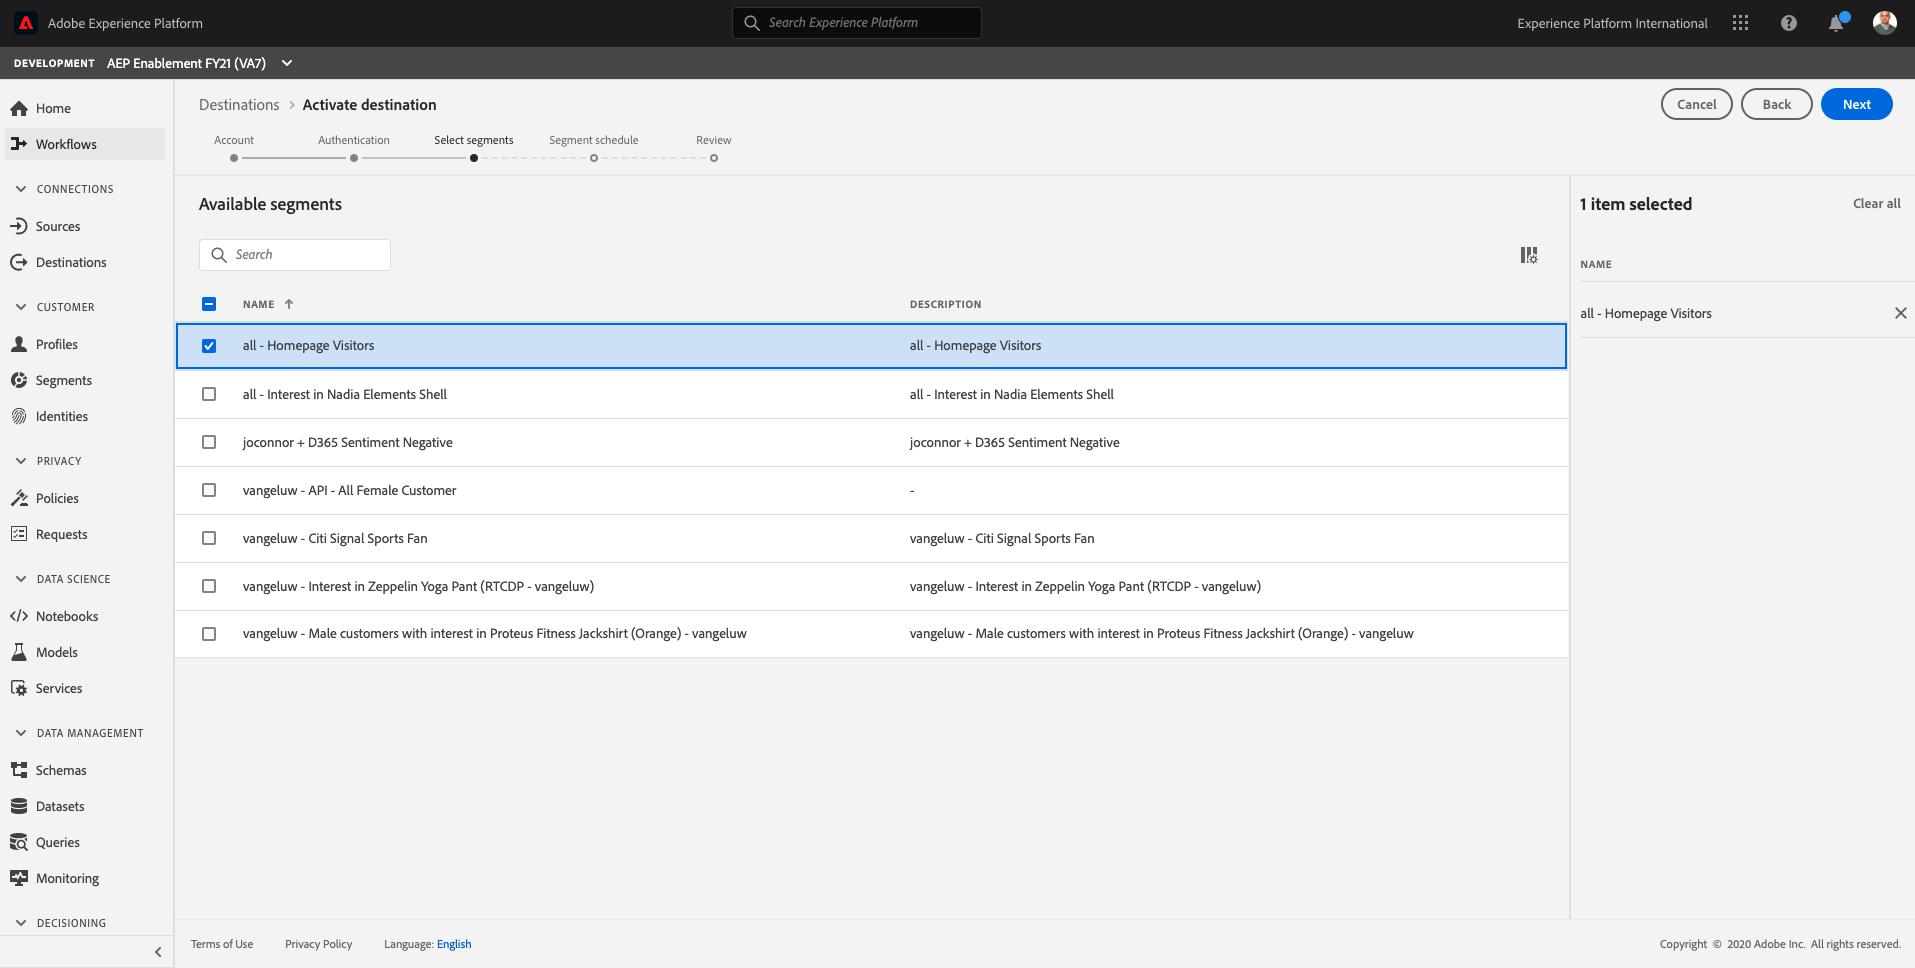 Adobe Experience Platform
Search Experience Platform
Experience Platform International
DEVELOPMENT AEP Enablement FY21 (VA7)
Home
Workflows
CONNECTIONS
Sources
Destinations
CUSTOMER
Profiles
Segments
Identities
PRIVACY
Policies
Requests
DATA SCIENCE
Notebooks
Models
Services
DATA MANAGEMENT
Schemas
Datasets
Queries
Monitoring
DECISIONING
Destinations > Activate destination
Cancel Back Next
Account Authentication Select segments Segment schedule Review
Available segments
Search
NAME DESCRIPTION
all - Homepage Visitors all - Homepage Visitors
all - Interest in Nadia Elements Shell all - Interest in Nadia Elements Shell
joconnor + D365 Sentiment Negative joconnor + D365 Sentiment Negative
vangeluw - API - All Female Customer -
vangeluw - Citi Signal Sports Fan vangeluw - Citi Signal Sports Fan
vangeluw - Interest in Zeppelin Yoga Pant (RTCDP - vangeluw) vangeluw - Interest in Zeppelin Yoga Pant (RTCDP - vangeluw)
vangeluw - Male customers with interest in Proteus Fitness Jackshirt (Orange) - vangeluw vangeluw - Male customers with interest in Proteus Fitness Jackshirt (Orange) - vangeluw
1 item selected Clear all
NAME
all - Homepage Visitors
Terms of Use Privacy Policy Language: English
Copyright © 2020 Adobe Inc. All rights reserved.